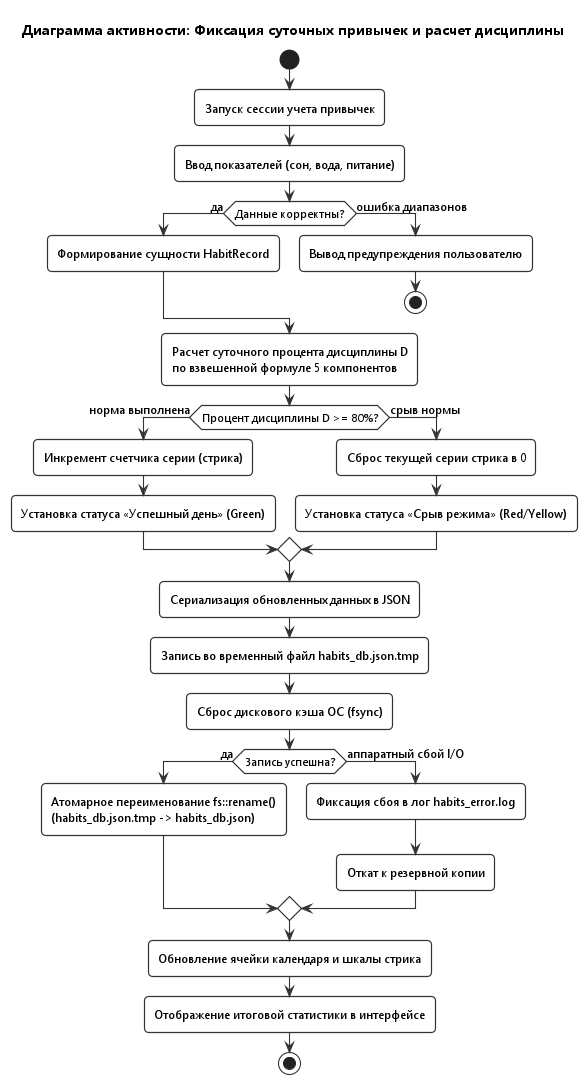 Диаграмма активности: Фиксация суточных привычек и расчет дисциплины
Запуск сессии учета привычек
Ввод показателей (сон, вода, питание)
да
Данные корректны?
ошибка диапазонов
Формирование сущности HabitRecord
Вывод предупреждения пользователю
Расчет суточного процента дисциплины D
по взвешенной формуле 5 компонентов
норма выполнена
Процент дисциплины D >= 80%?
срыв нормы
Инкремент счетчика серии (стрика)
Сброс текущей серии стрика в 0
Установка статуса «Успешный день» (Green)
Установка статуса «Срыв режима» (Red/Yellow)
Сериализация обновленных данных в JSON
Запись во временный файл habits_db.json.tmp
Сброс дискового кэша ОС (fsync)
да
Запись успешна?
аппаратный сбой I/O
Атомарное переименование fs::rename()
(habits_db.json.tmp -> habits_db.json)
Фиксация сбоя в лог habits_error.log
Откат к резервной копии
Обновление ячейки календаря и шкалы стрика
Отображение итоговой статистики в интерфейсе